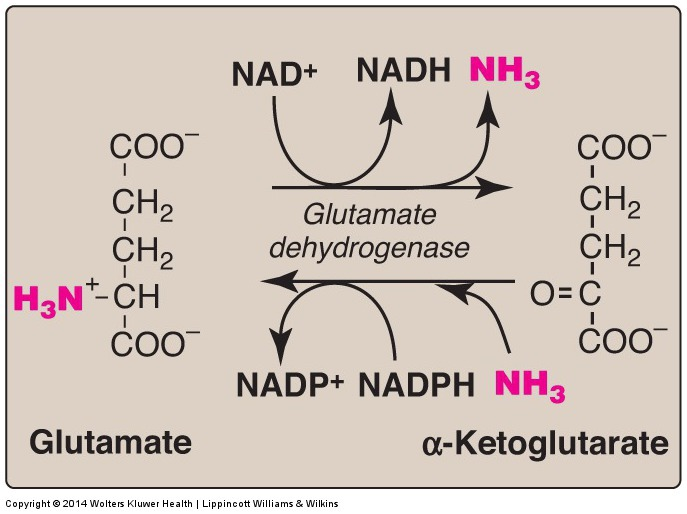 NAD+ NADH NH3
COO–
CH2
CH2
H3N+–CH
COO–
Glutamate
dehydrogenase
COO–
CH2
CH2
O=C
COO–
NADP+ NADPH NH3
Glutamate
α-Ketoglutarate
Copyright © 2014 Wolters Kluwer Health | Lippincott Williams & Wilkins